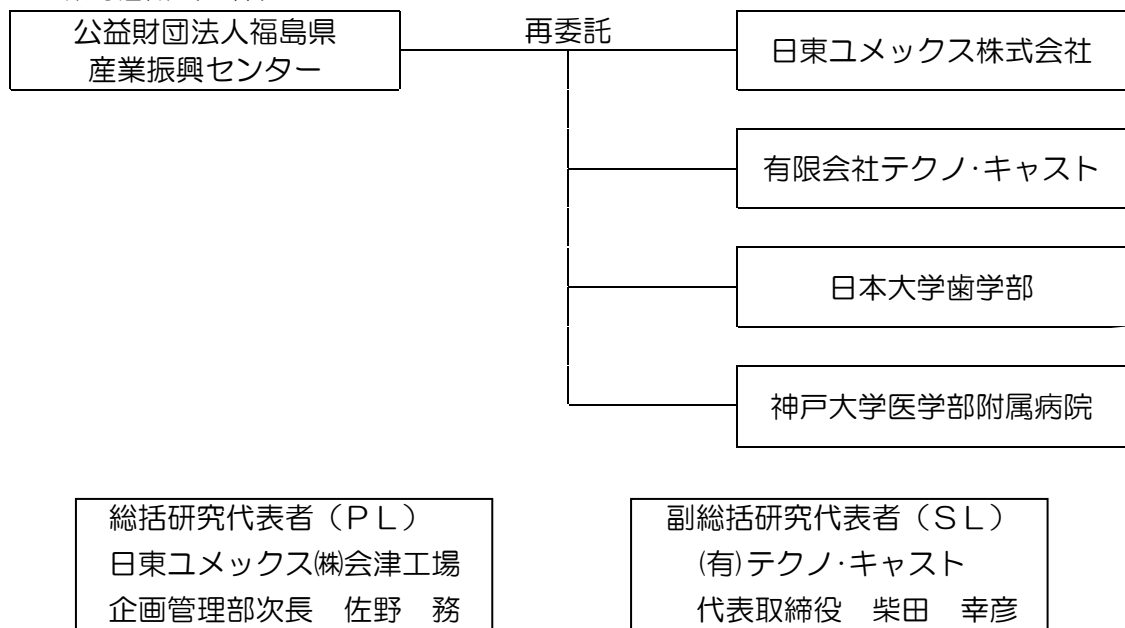 公益財団法人福島県
産業振興センター
再委託
日東ユメックス株式会社
有限会社テクノ･キャスト
日本大学歯学部
神戸大学医学部附属病院
総括研究代表者（ＰＬ）
日東ユメックス㈱会津工場
企画管理部次長　佐野　務
副総括研究代表者（ＳＬ）
(有)テクノ･キャスト
代表取締役　柴田　幸彦